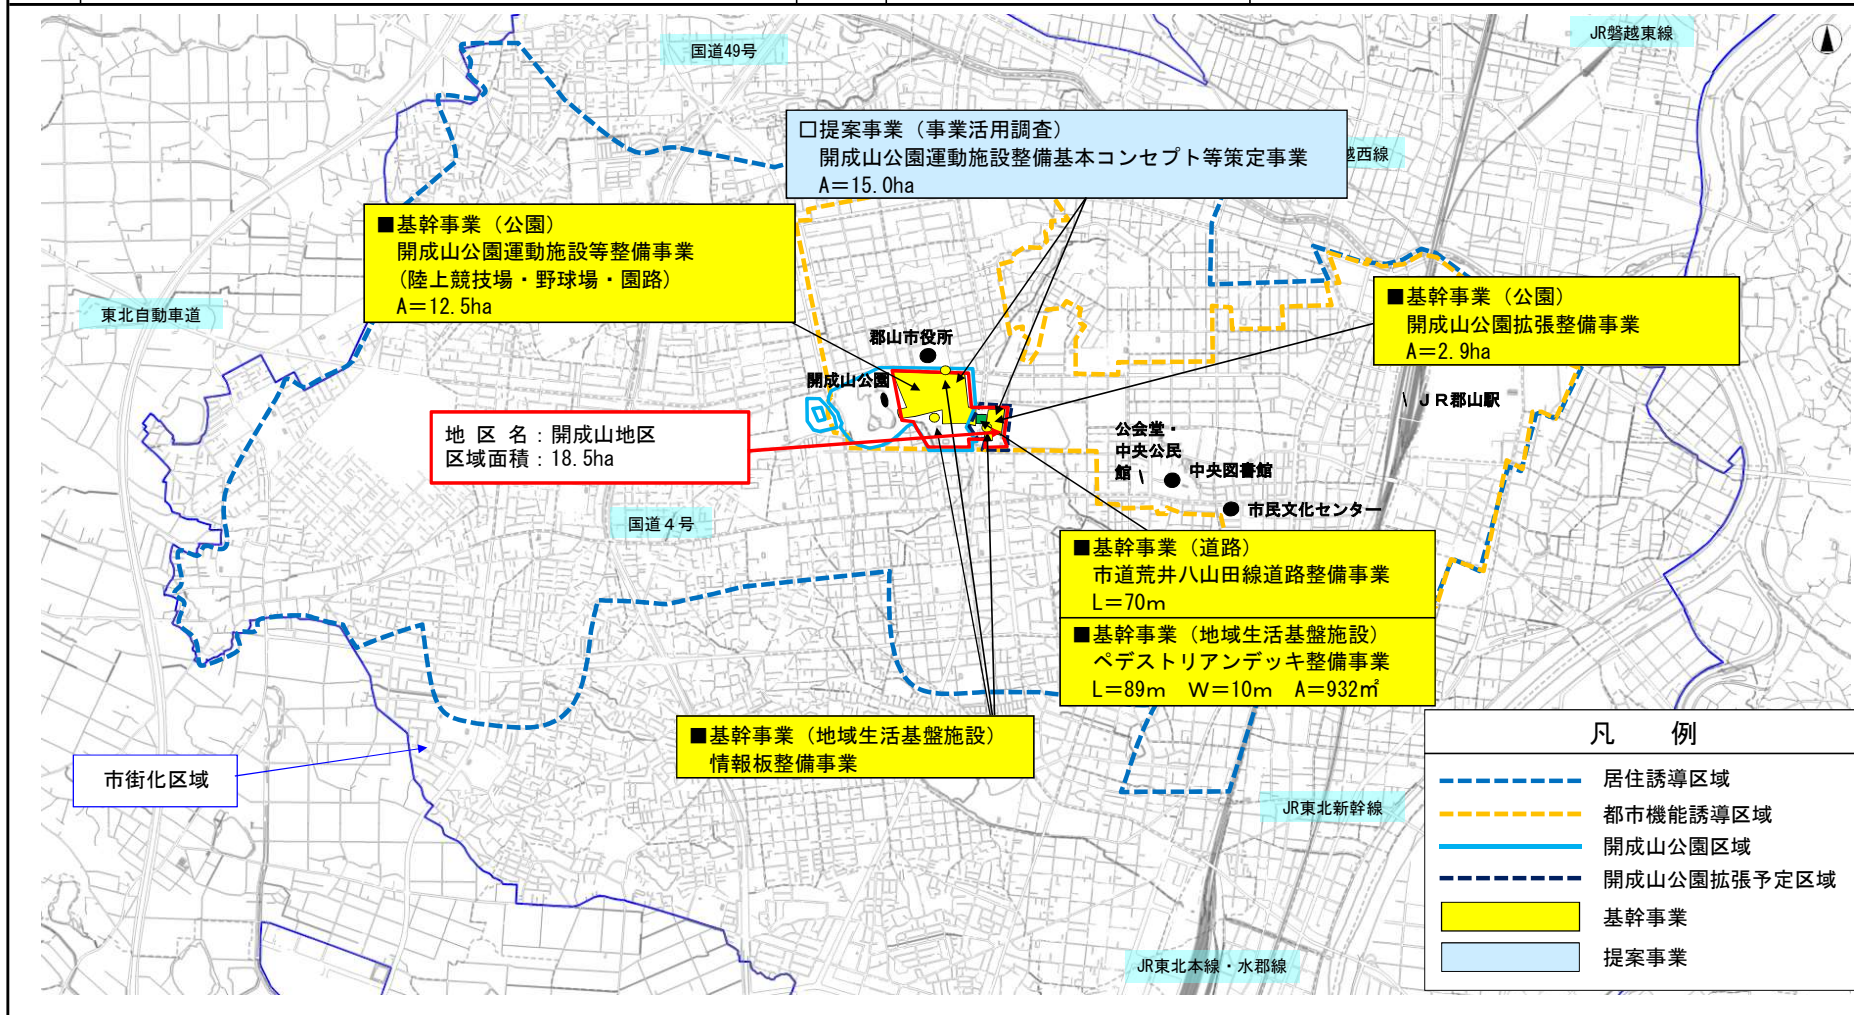 国道49号
JR磐越東線
□提案事業（事業活用調査）
開成山公園運動施設整備基本コンセプト等策定事業
A＝15.0ha
越西線
■基幹事業（公園）
開成山公園運動施設等整備事業
(陸上競技場・野球場・園路)
A＝12.5ha
■基幹事業（公園）
開成山公園拡張整備事業
A＝2.9ha
東北自動車道
郡山市役所
開成山公園
ＪＲ郡山駅
地 区 名：開成山地区
区域面積：18.5ha
公会堂・
中央公民
館
中央図書館
市民文化センター
国道４号
■基幹事業（道路）
市道荒井八山田線道路整備事業
L＝70ｍ
■基幹事業（地域生活基盤施設）
ペデストリアンデッキ整備事業
L＝89ｍ　W＝10ｍ　A＝932㎡
■基幹事業（地域生活基盤施設）
情報板整備事業
市街化区域
JR東北新幹線
JR東北本線・水郡線
凡　例
居住誘導区域
都市機能誘導区域
開成山公園区域
開成山公園拡張予定区域
基幹事業
提案事業